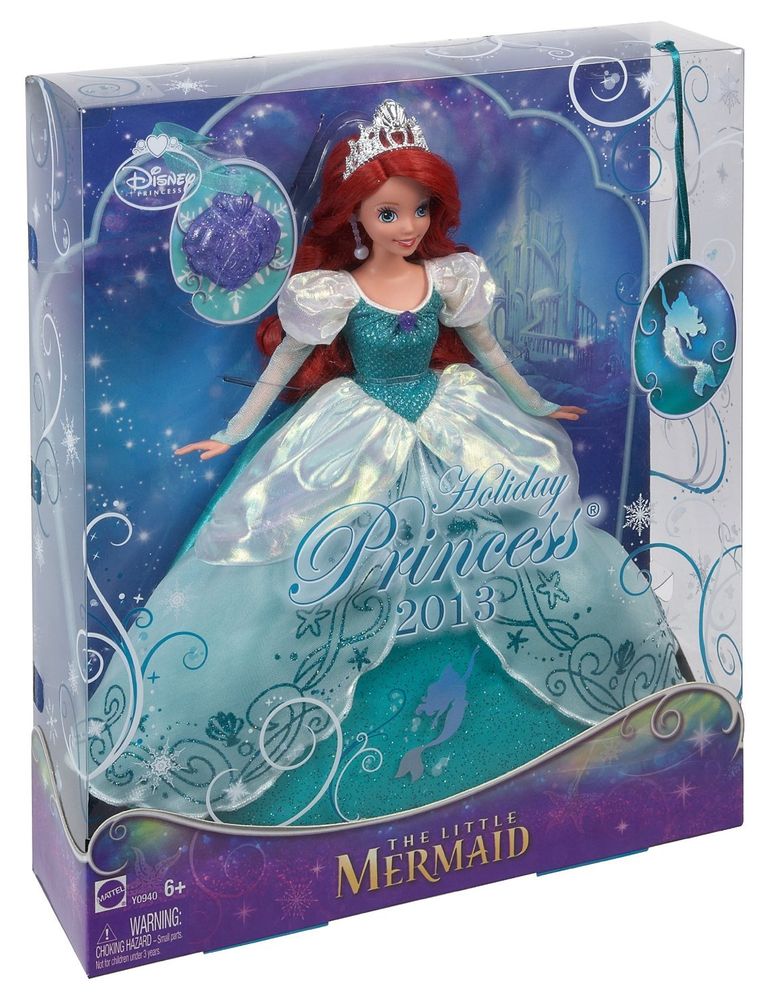 DISNEY
PRINCESS
Holiday
Princess®
2013
THE LITTLE
MERMAID
MATTEL
Y0940 6+
! WARNING:
CHOKING HAZARD – Small parts.
Not for children under 3 years.